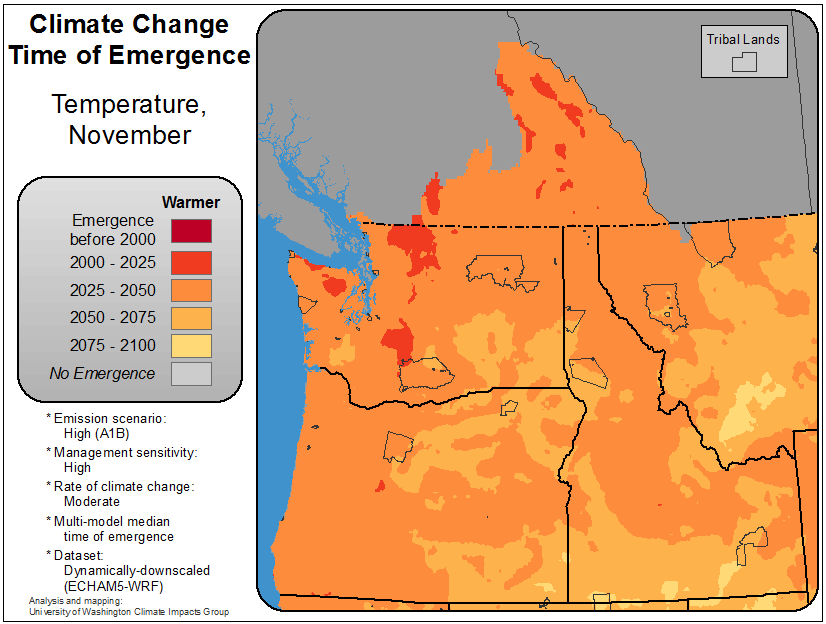 Climate Change
Time of Emergence
Temperature,
November
Warmer
Emergence
before 2000
2000 - 2025
2025 - 2050
2050 - 2075
2075 - 2100
No Emergence
* Emission scenario:
High (A1B)
* Management sensitivity:
High
* Rate of climate change:
Moderate
* Multi-model median
time of emergence
* Dataset:
Dynamically-downscaled
(ECHAM5-WRF)
Analysis and mapping:
University of Washington Climate Impacts Group
Tribal Lands